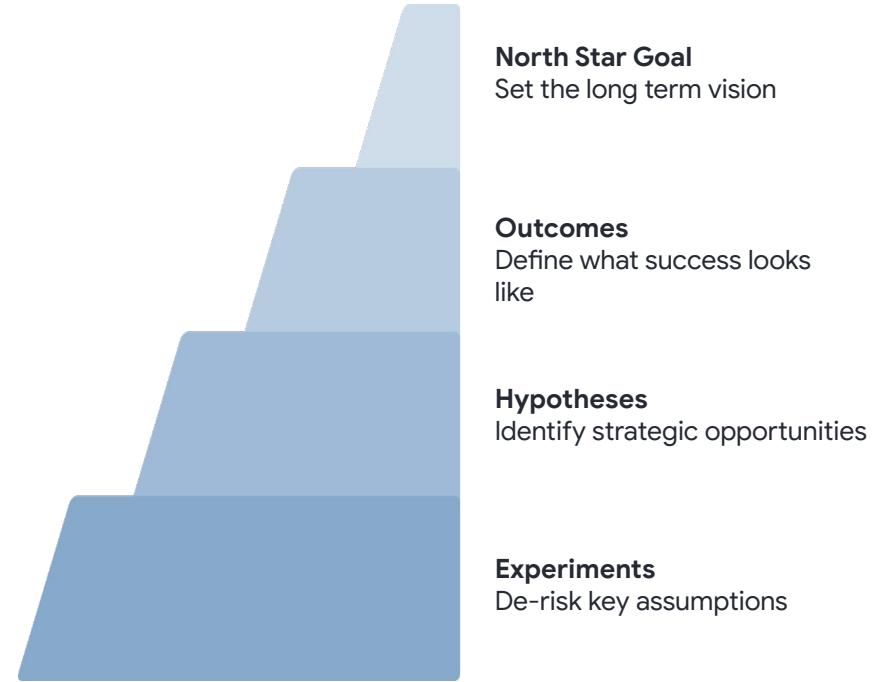 North Star Goal
Set the long term vision
Outcomes
Define what success looks
like
Hypotheses
Identify strategic opportunities
Experiments
De-risk key assumptions